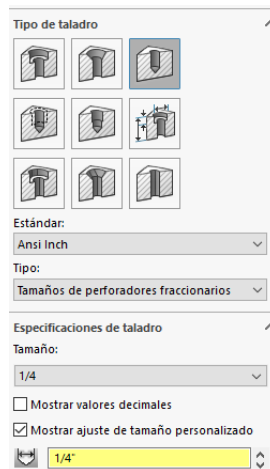 Tipo de taladro
Estándar:
Ansi Inch
Tipo:
Tamaños de perforadores fraccionarios
Especificaciones de taladro
Tamaño:
1/4
Mostrar valores decimales
Mostrar ajuste de tamaño personalizado
1/4"